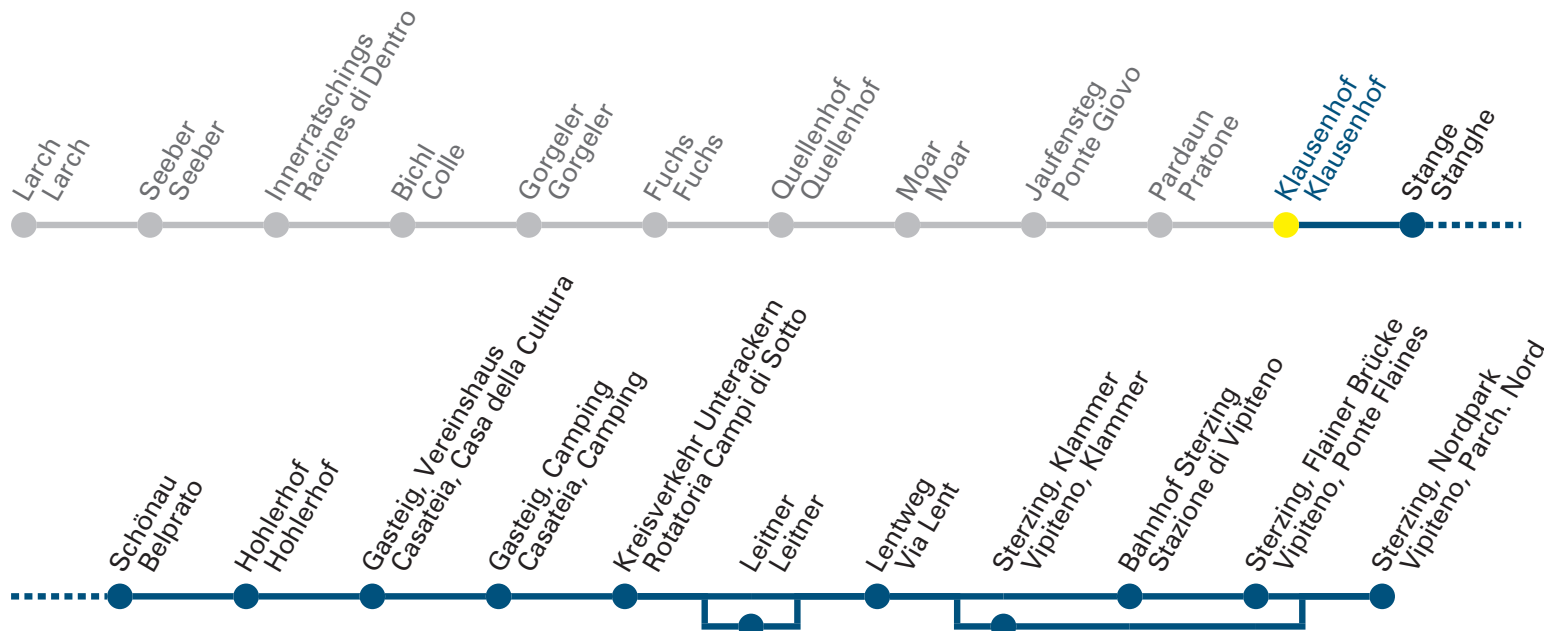 Larch
Larch
Seeber
Seeber
Innerratschings
Racines di Dentro
Bichl
Colle
Gorgeler
Gorgeler
Fuchs
Fuchs
Quellenhof
Quellenhof
Moar
Moar
Jaufensteg
Ponte Giovo
Pardaun
Pratone
Klausenhof
Klausenhof
Stange
Stanghe
Schönau
Belprato
Hohlerhof
Hohlerhof
Gasteig, Vereinshaus
Casateia, Casa della Cultura
Gasteig, Camping
Casateia, Camping
Kreisverkehr Unterackern
Rotatoria Campi di Sotto
Leitner
Leitner
Lentweg
Via Lent
Sterzing, Klammer
Vipiteno, Klammer
Bahnhof Sterzing
Stazione di Vipiteno
Sterzing, Flainer Brücke
Vipiteno, Ponte Flaines
Sterzing, Nordpark
Vipiteno, Parch. Nord